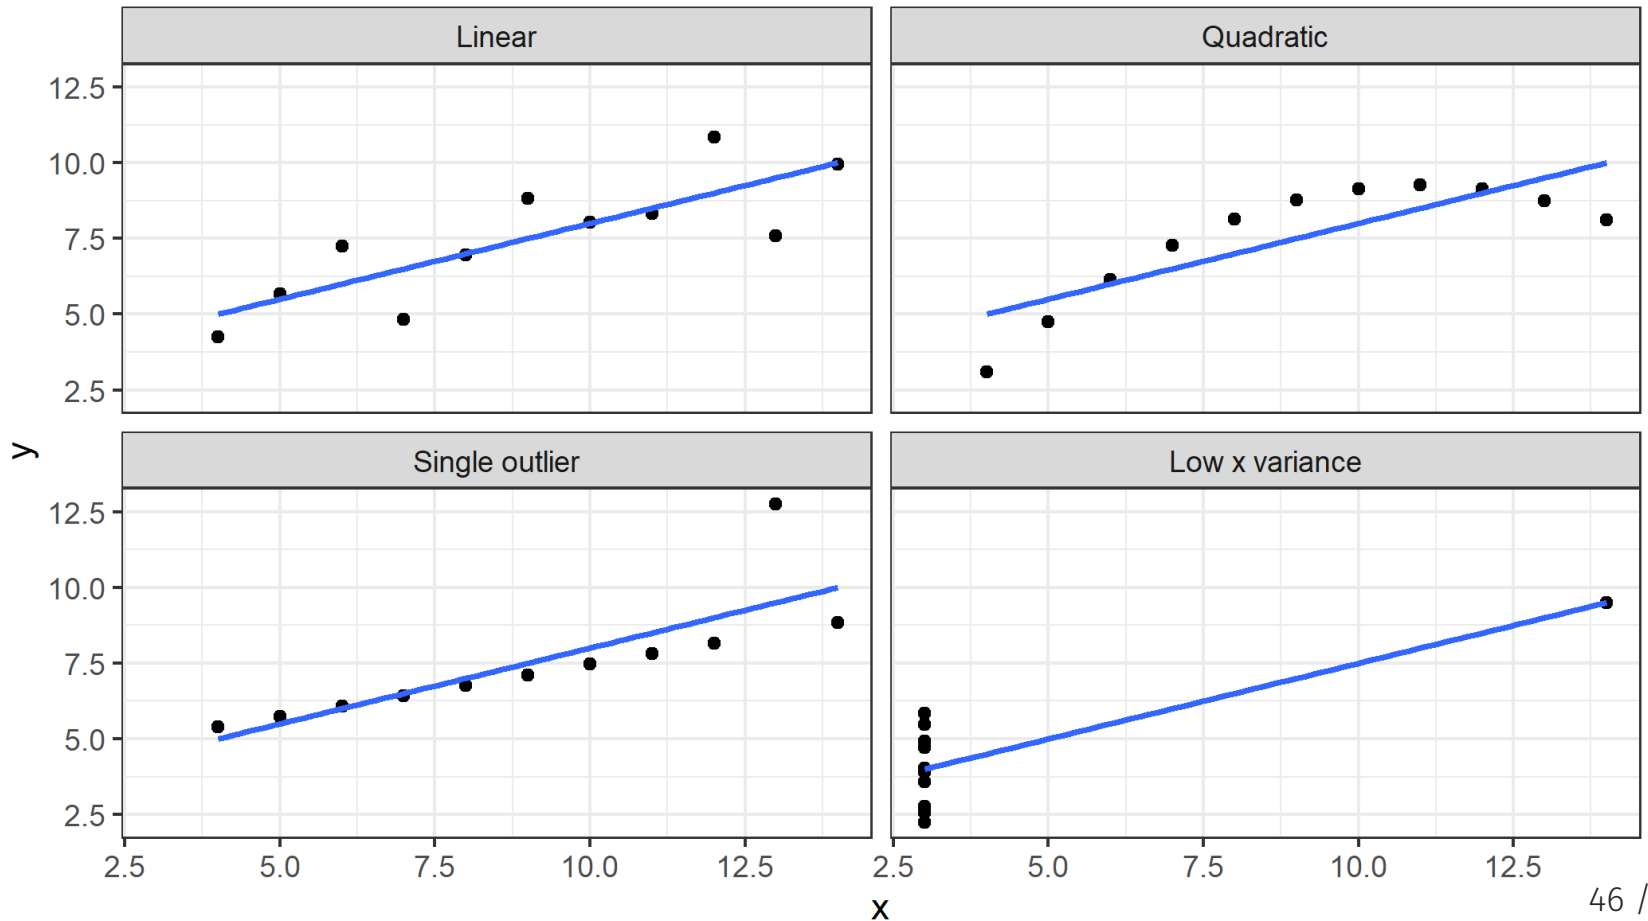 Linear
Quadratic
12.5
10.0
7.5
5.0
2.5
y
Single outlier
Low x variance
12.5
10.0
7.5
5.0
2.5
2.5 5.0 7.5 10.0 12.5 2.5 5.0 7.5 10.0 12.5
x
46 /